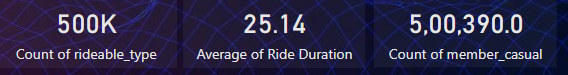 500K
Count of rideable_type
25.14
Average of Ride Duration
5,00,390.0
Count of member_casual